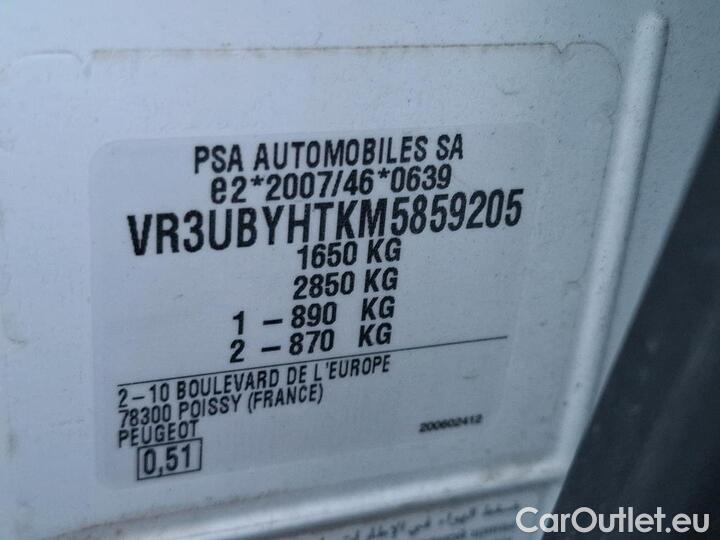 PSA AUTOMOBILES SA
e2*2007/46*0639
VR3UBYHTKM5859205
1650 KG
2850 KG
1 – 890 KG
2 – 870 KG
2–10 BOULEVARD DE L'EUROPE
78300 POISSY (FRANCE)
PEUGEOT
200602412
0,51
CarOutlet.eu